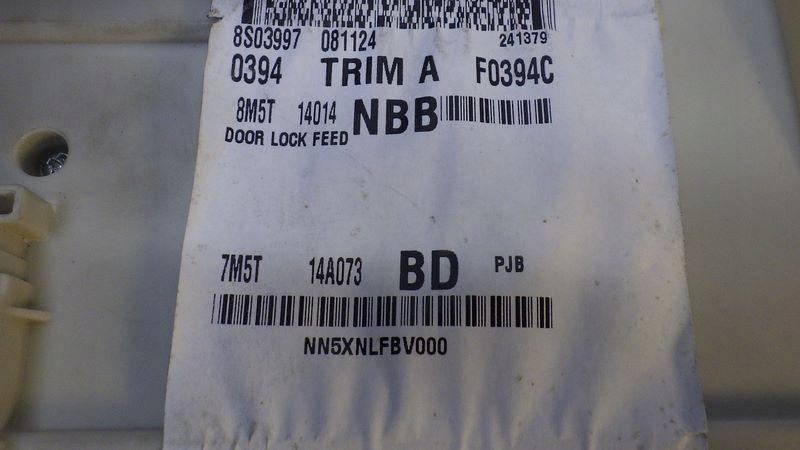 8S03997 081124 241379
0394 TRIM A F0394C
8M5T 14014 NBB
DOOR LOCK FEED
7M5T 14A073 BD PJB
NN5XNLFBV000